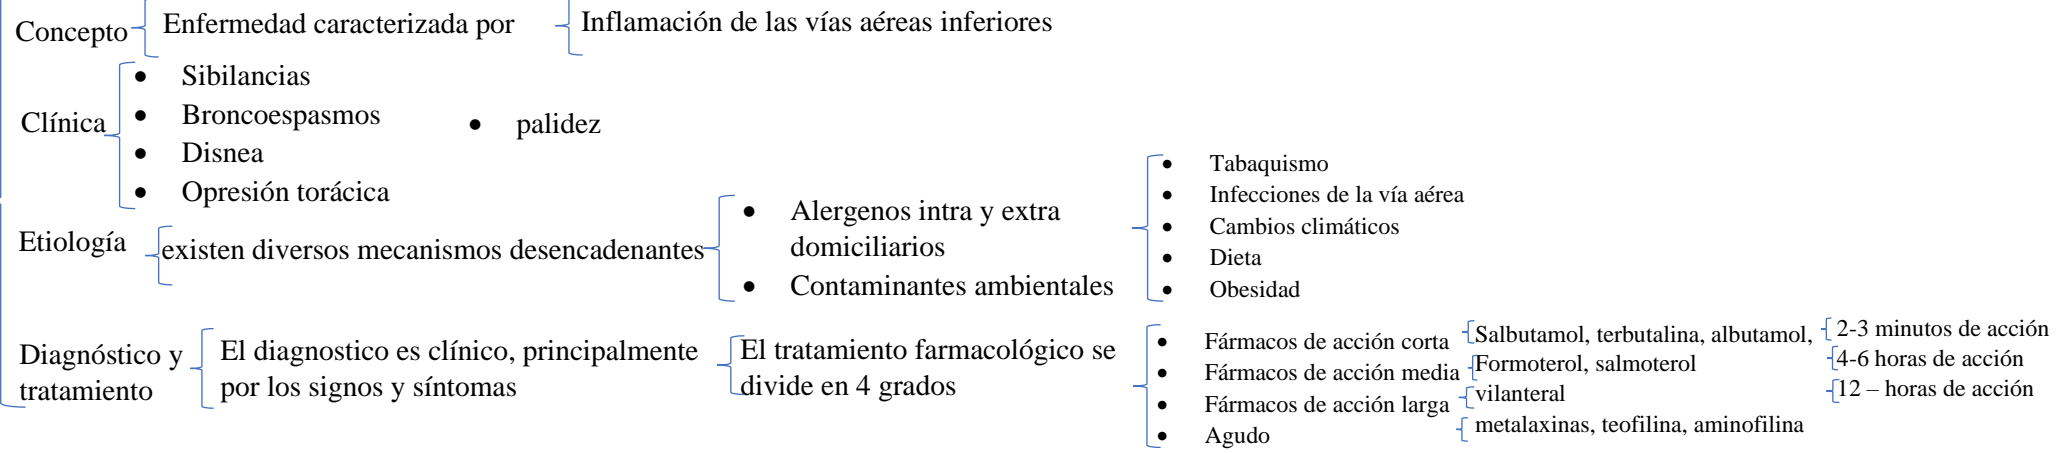 Concepto
Enfermedad caracterizada por
Inflamación de las vías aéreas inferiores
Clínica
• Sibilancias
• Broncoespasmos
• Disnea
• Opresión torácica
• palidez
Etiología
existen diversos mecanismos desencadenantes
• Alergenos intra y extra
domiciliarios
• Contaminantes ambientales
• Tabaquismo
• Infecciones de la vía aérea
• Cambios climáticos
• Dieta
• Obesidad
Diagnóstico y
tratamiento
El diagnostico es clínico, principalmente
por los signos y síntomas
El tratamiento farmacológico se
divide en 4 grados
• Fármacos de acción corta
• Fármacos de acción media
• Fármacos de acción larga
• Agudo
Salbutamol, terbutalina, albutamol,
Formoterol, salmoterol
vilanteral
metalaxinas, teofilina, aminofilina
2-3 minutos de acción
4-6 horas de acción
12 – horas de acción